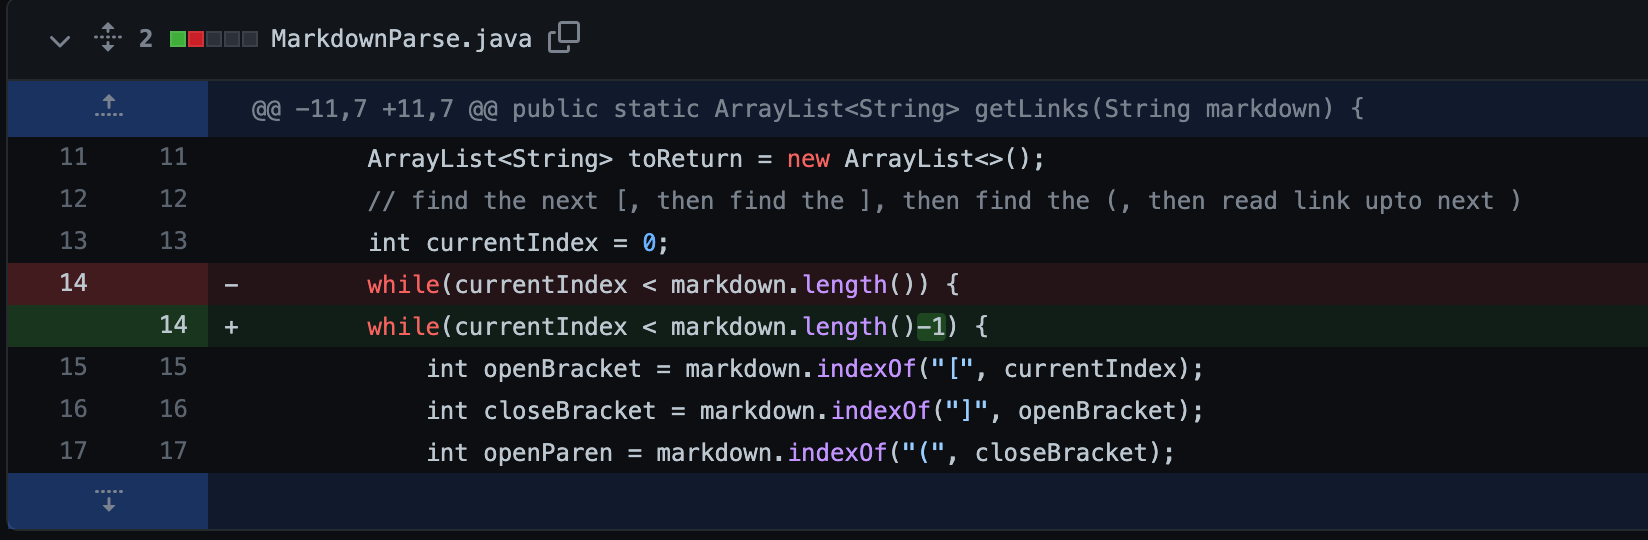 2 MarkdownParse.java
@@ -11,7 +11,7 @@ public static ArrayList<String> getLinks(String markdown) {
11 11 ArrayList<String> toReturn = new ArrayList<>();
12 12 // find the next [, then find the ], then find the (, then read link upto next )
13 13 int currentIndex = 0;
14 - while(currentIndex < markdown.length()) {
14 + while(currentIndex < markdown.length()-1) {
15 15 int openBracket = markdown.indexOf("[", currentIndex);
16 16 int closeBracket = markdown.indexOf("]", openBracket);
17 17 int openParen = markdown.indexOf("(", closeBracket);